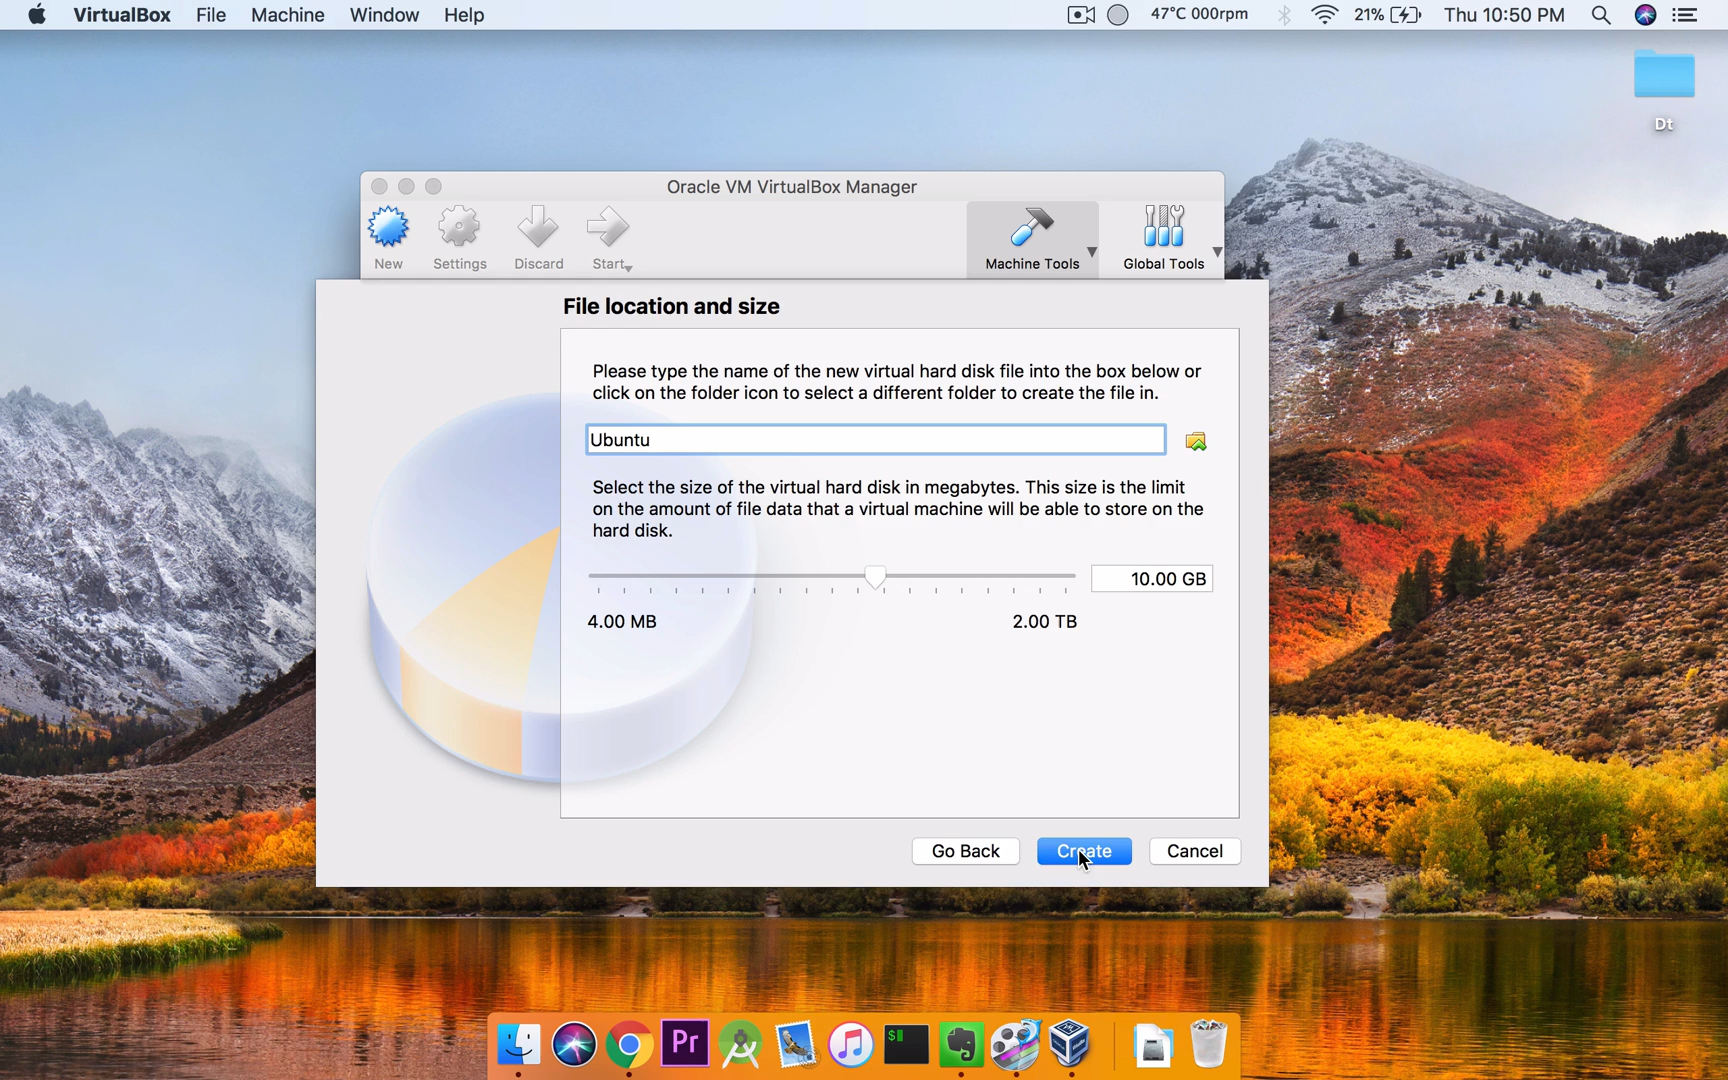 VirtualBox File Machine Window Help
47°C 000rpm 21% Thu 10:50 PM
Dt
Oracle VM VirtualBox Manager
New Settings Discard Start Machine Tools Global Tools
File location and size
Please type the name of the new virtual hard disk file into the box below or
click on the folder icon to select a different folder to create the file in.
Ubuntu
Select the size of the virtual hard disk in megabytes. This size is the limit
on the amount of file data that a virtual machine will be able to store on the
hard disk.
10.00 GB
4.00 MB 2.00 TB
Go Back Create Cancel
Pr $